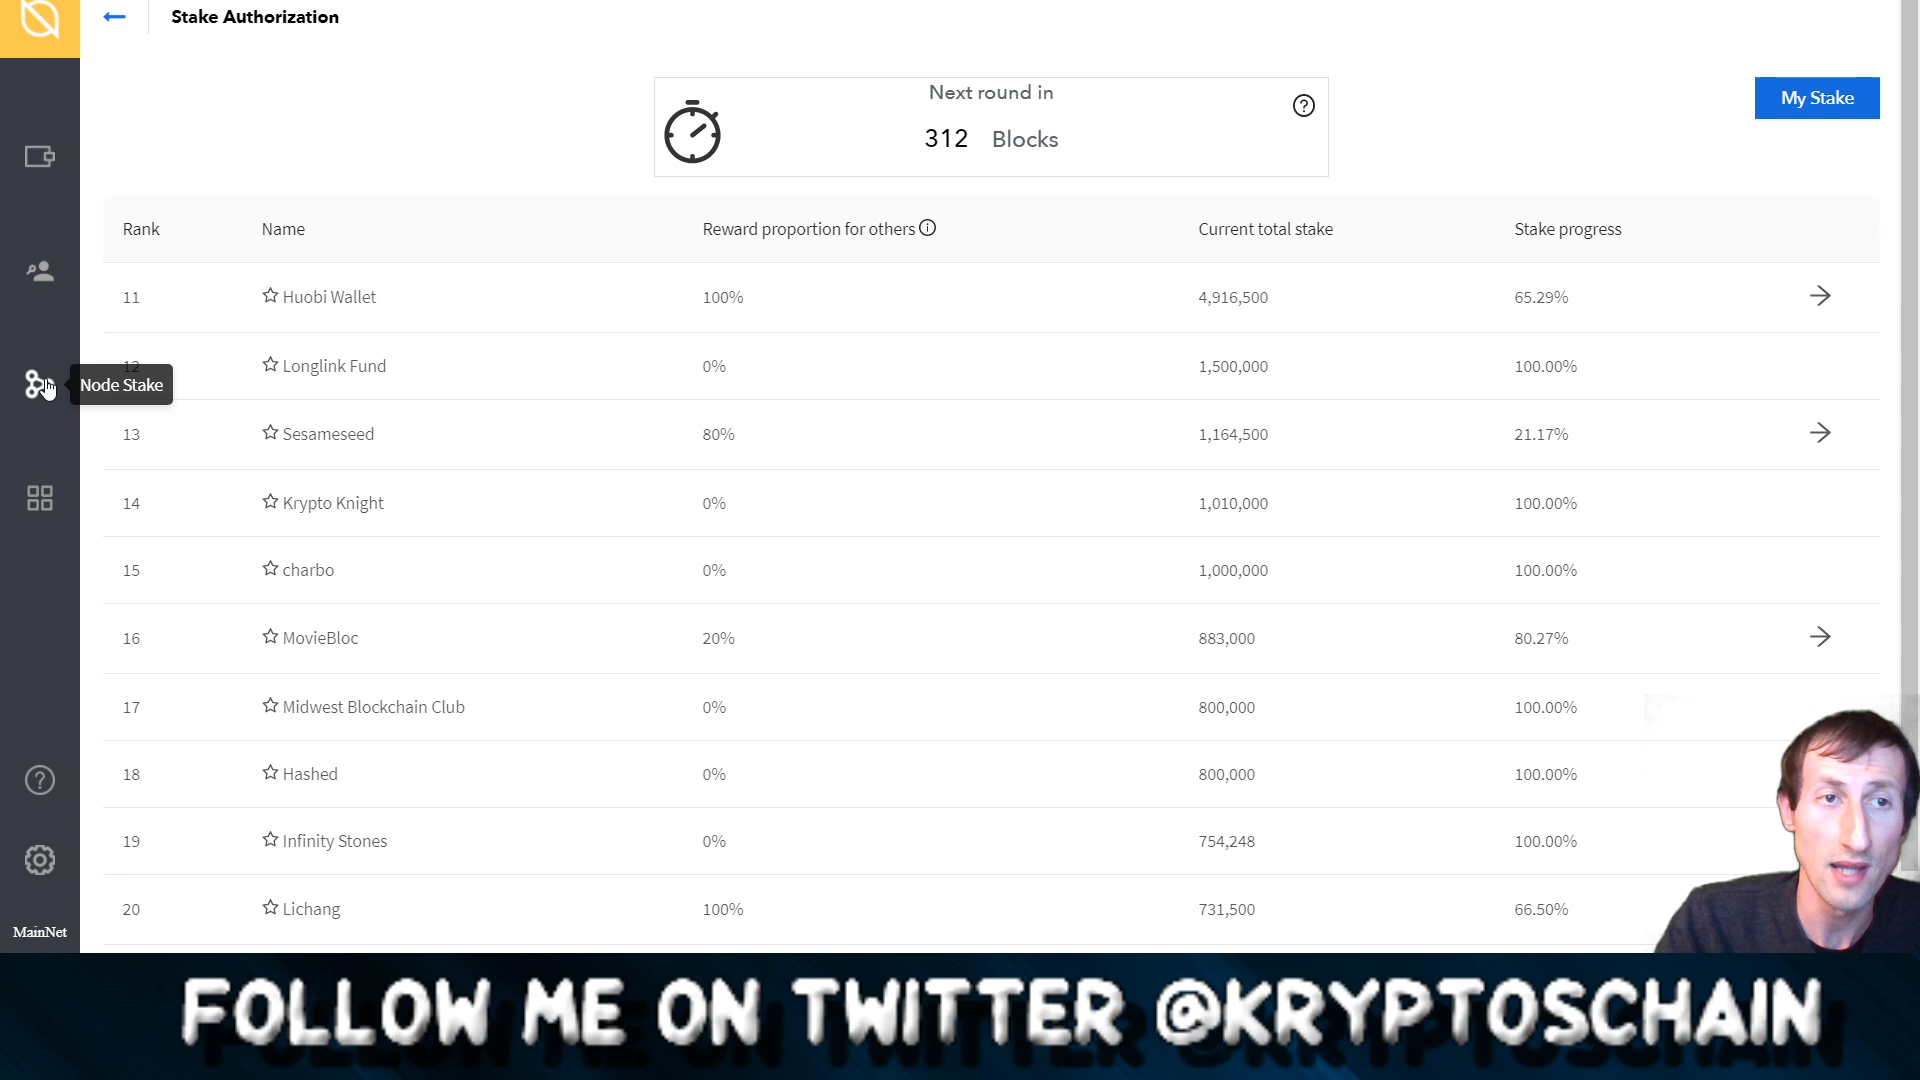 Stake Authorization
Next round in
312 Blocks
My Stake
Rank Name Reward proportion for others Current total stake Stake progress
11 Huobi Wallet 100% 4,916,500 65.29%
12 Longlink Fund 0% 1,500,000 100.00%
Node Stake
13 Sesameseed 80% 1,164,500 21.17%
14 Krypto Knight 0% 1,010,000 100.00%
15 charbo 0% 1,000,000 100.00%
16 MovieBloc 20% 883,000 80.27%
17 Midwest Blockchain Club 0% 800,000 100.00%
18 Hashed 0% 800,000 100.00%
19 Infinity Stones 0% 754,248 100.00%
20 Lichang 100% 731,500 66.50%
MainNet
FOLLOW ME ON TWITTER @KRYPTOSCHAIN